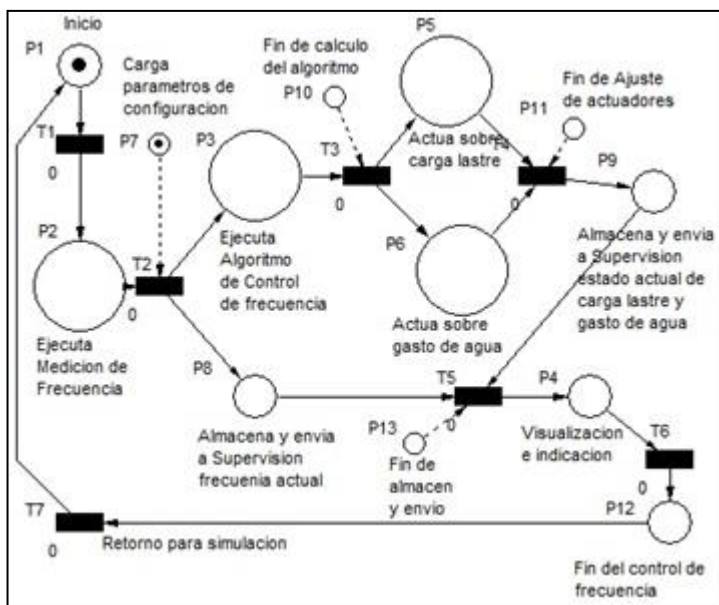 Inicio
P1
T1
0
P2
Ejecuta
Medicion de
Frecuencia
Carga
parametros de
configuracion
P7
T2
0
P3
Ejecuta
Algoritmo
de Control
de frecuencia
Fin de calculo
del algoritmo
P10
T3
0
P5
Actua sobre
carga lastre
P6
Actua sobre
gasto de agua
Fin de Ajuste
de actuadores
P11
T4
0
P9
Almacena y envia
a Supervision
estado actual de
carga lastre y
gasto de agua
P8
Almacena y envia
a Supervision
frecuenia actual
T5
0
P13
Fin de
almacen
y envio
P4
Visualizacion
e indicacion
T6
0
P12
Fin del control de
frecuencia
T7
0
Retorno para simulacion